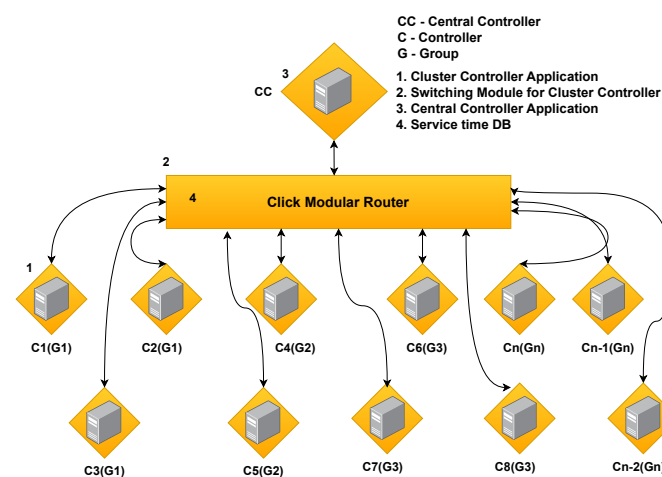 CC - Central Controller
C - Controller
G - Group
1. Cluster Controller Application
2. Switching Module for Cluster Controller
3. Central Controller Application
4. Service time DB
3
CC
2
4
Click Modular Router
1
C1(G1)
C2(G1)
C4(G2)
C6(G3)
Cn(Gn)
Cn-1(Gn)
C3(G1)
C5(G2)
C7(G3)
C8(G3)
Cn-2(Gn)